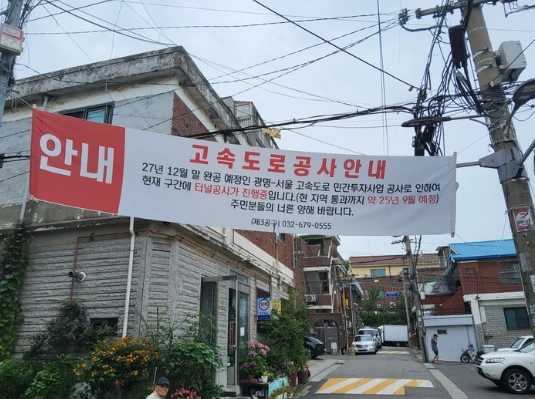 안내
고속도로공사안내
27년 12월 말 완공 예정인 광명~서울 고속도로 민간투자사업 공사로 인하여
현재 구간에 터널공사가 진행중입니다.(현 지역 통과까지 약 25년 9월 예정)
주민분들의 너른 양해 바랍니다.
(제3공구) 032-679-0555